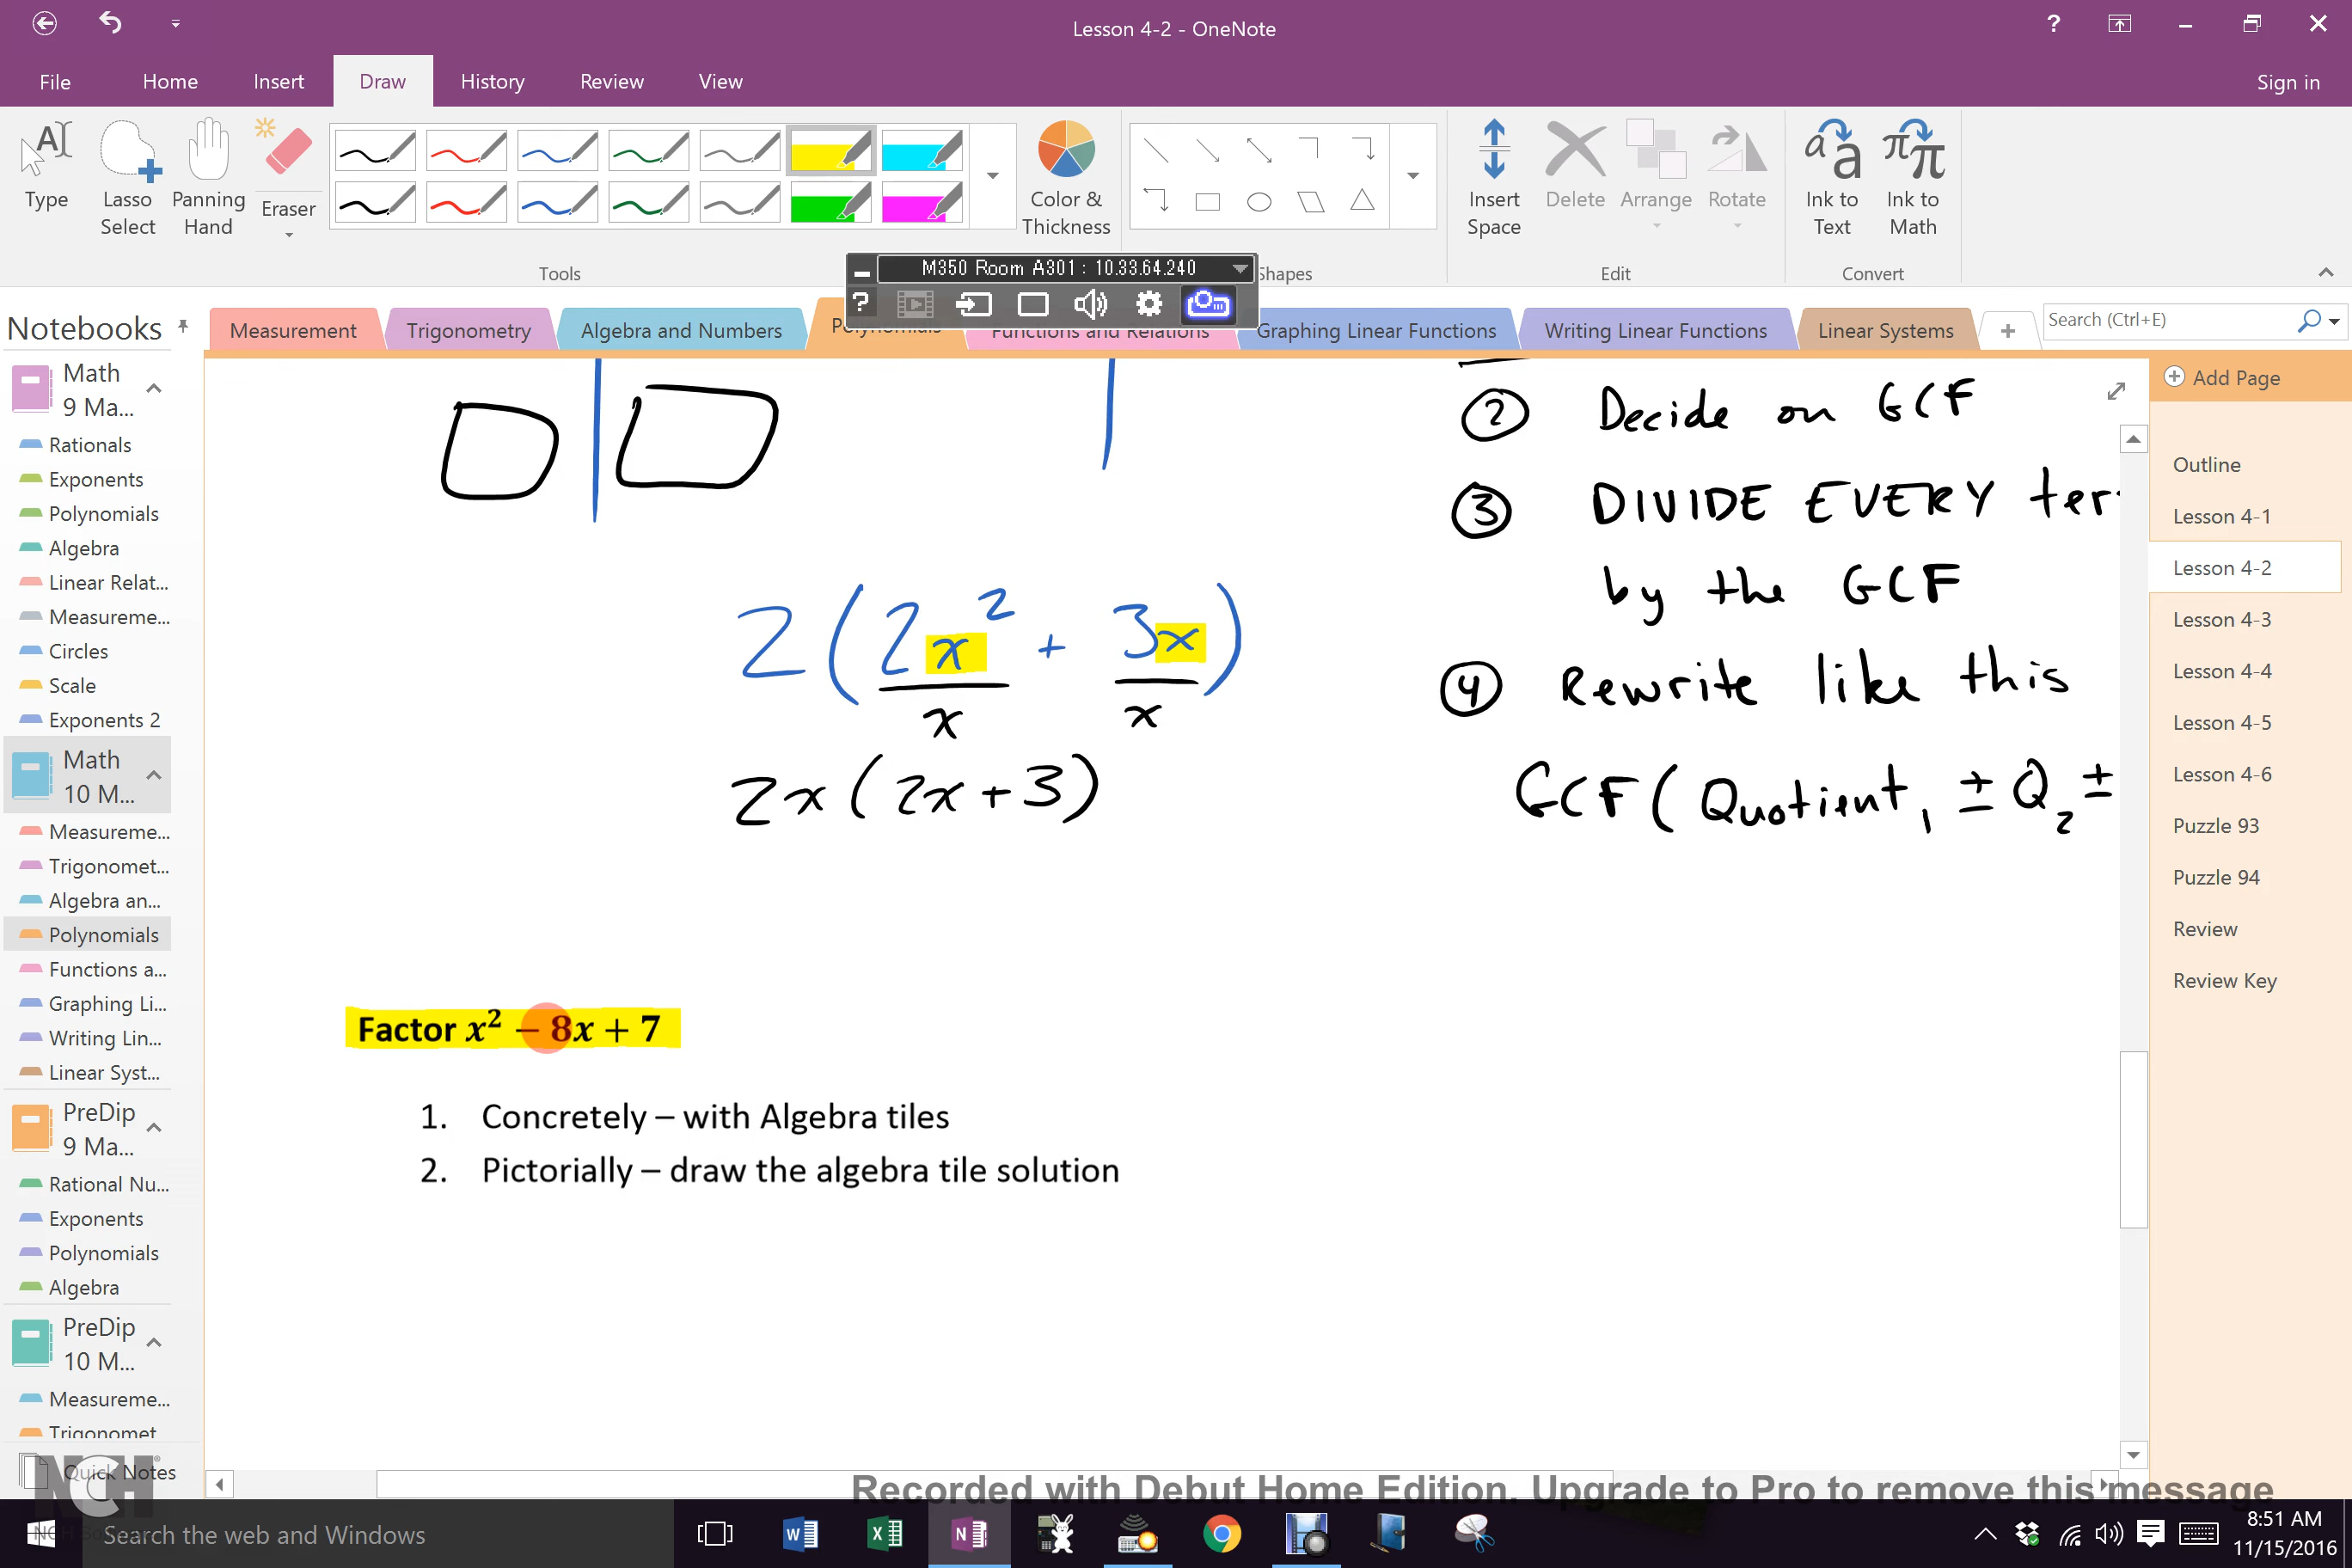 Lesson 4-2 - OneNote
File Home Insert Draw History Review View Sign in
Type
Lasso Select
Panning Hand
Eraser
Color & Thickness
Insert Space
Delete Arrange Rotate
Ink to Text
Ink to Math
Tools Shapes Edit Convert
M350 Room A301 : 10.33.64.240
Notebooks
Measurement Trigonometry Algebra and Numbers Polynomials Functions and Relations Graphing Linear Functions Writing Linear Functions Linear Systems +
Search (Ctrl+E)
Math
9 Ma...
Rationals
Exponents
Polynomials
Algebra
Linear Relat...
Measureme...
Circles
Scale
Exponents 2
Math
10 M...
Measureme...
Trigonomet...
Algebra an...
Polynomials
Functions a...
Graphing Li...
Writing Lin...
Linear Syst...
PreDip
9 Ma...
Rational Nu...
Exponents
Polynomials
Algebra
PreDip
10 M...
Measureme...
Trigonomet
Quick Notes
② Decide on GCF
③ DIVIDE EVERY ter
by the GCF
④ Rewrite like this
GCF( Quotient₁ ± Q₂ ±
2(2x² + 3x)
x x
2x(2x+3)
Factor x² − 8x + 7
1. Concretely – with Algebra tiles
2. Pictorially – draw the algebra tile solution
Add Page
Outline
Lesson 4-1
Lesson 4-2
Lesson 4-3
Lesson 4-4
Lesson 4-5
Lesson 4-6
Puzzle 93
Puzzle 94
Review
Review Key
Recorded with Debut Home Edition. Upgrade to Pro to remove this message
NCH
Search the web and Windows
8:51 AM
11/15/2016